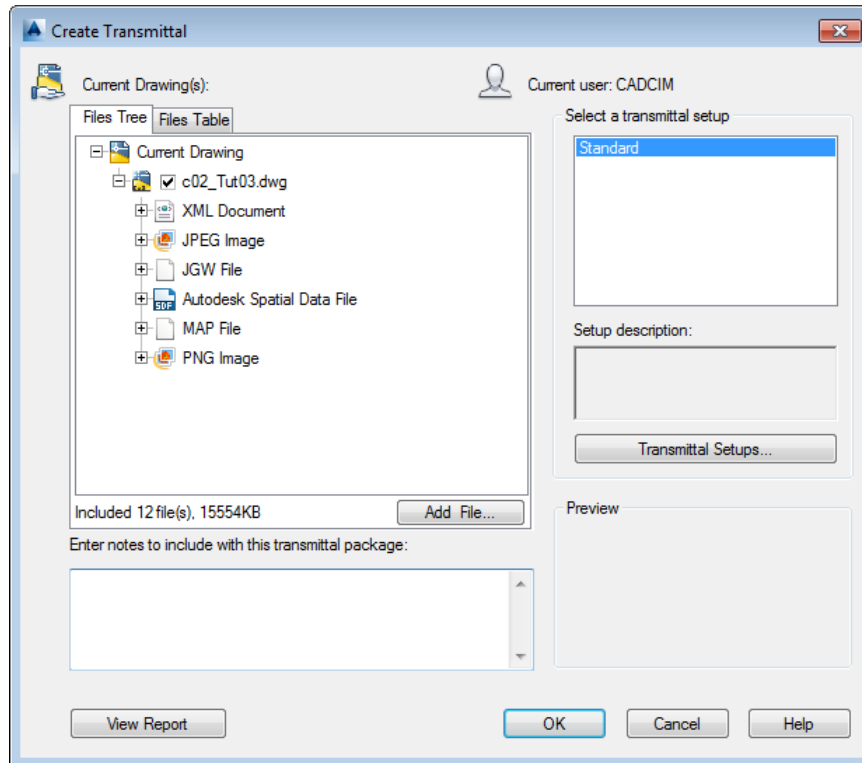 Create Transmittal
Current Drawing(s):
Current user: CADCIM
Files Tree
Files Table
Current Drawing
c02_Tut03.dwg
XML Document
JPEG Image
JGW File
SDF
Autodesk Spatial Data File
MAP File
PNG Image
Included 12 file(s), 15554KB
Add File...
Enter notes to include with this transmittal package:
Select a transmittal setup
Standard
Setup description:
Transmittal Setups...
Preview
View Report
OK
Cancel
Help